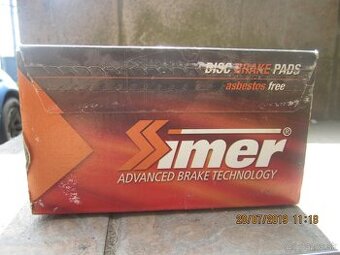 DISC BRAKE PADS
asbestos free
Simer®
ADVANCED BRAKE TECHNOLOGY
29/07/2019 11:18